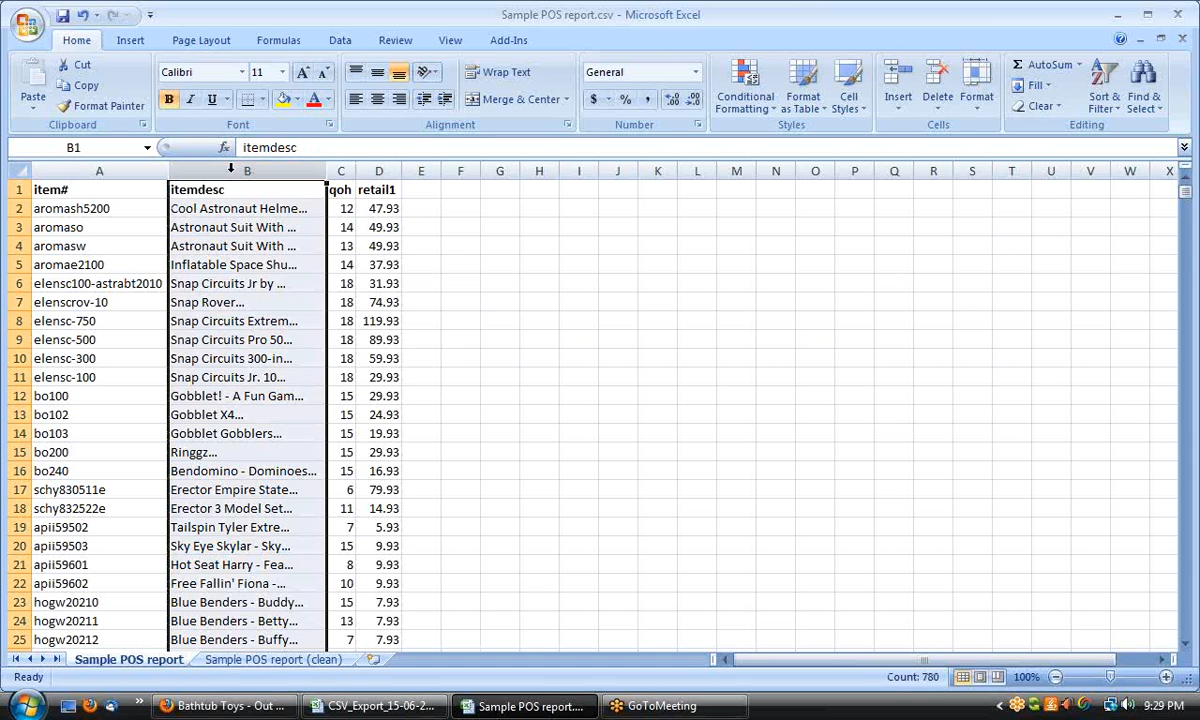 Sample POS report.csv - Microsoft Excel
Home Insert Page Layout Formulas Data Review View Add-Ins
Paste Cut Copy Format Painter Clipboard
Calibri 11 A A B I U A Font
Wrap Text Merge & Center Alignment
General $ % , Number
Conditional Formatting Format as Table Cell Styles Styles
Insert Delete Format Cells
AutoSum Fill Clear Sort & Filter Find & Select Editing
B1 fx itemdesc
A B C D E F G H I J K L M N O P Q R S T U V W X
1 item# itemdesc qoh retail1
2 aromash5200 Cool Astronaut Helme... 12 47.93
3 aromaso Astronaut Suit With ... 14 49.93
4 aromasw Astronaut Suit With ... 13 49.93
5 aromae2100 Inflatable Space Shu... 14 37.93
6 elensc100-astrabt2010 Snap Circuits Jr by ... 18 31.93
7 elenscrov-10 Snap Rover... 18 74.93
8 elensc-750 Snap Circuits Extrem... 18 119.93
9 elensc-500 Snap Circuits Pro 50... 18 89.93
10 elensc-300 Snap Circuits 300-in... 18 59.93
11 elensc-100 Snap Circuits Jr. 10... 18 29.93
12 bo100 Gobblet! - A Fun Gam... 15 29.93
13 bo102 Gobblet X4... 15 24.93
14 bo103 Gobblet Gobblers... 15 19.93
15 bo200 Ringgz... 15 29.93
16 bo240 Bendomino - Dominoes... 15 16.93
17 schy830511e Erector Empire State... 6 79.93
18 schy832522e Erector 3 Model Set... 11 14.93
19 apii59502 Tailspin Tyler Extre... 7 5.93
20 apii59503 Sky Eye Skylar - Sky... 15 9.93
21 apii59601 Hot Seat Harry - Fea... 8 9.93
22 apii59602 Free Fallin' Fiona -... 10 9.93
23 hogw20210 Blue Benders - Buddy... 15 7.93
24 hogw20211 Blue Benders - Betty... 13 7.93
25 hogw20212 Blue Benders - Buffy... 7 7.93
Sample POS report Sample POS report (clean)
Ready Count: 780 100%
Bathtub Toys - Out ... CSV_Export_15-06-2... Sample POS report.... GoToMeeting 9:29 PM